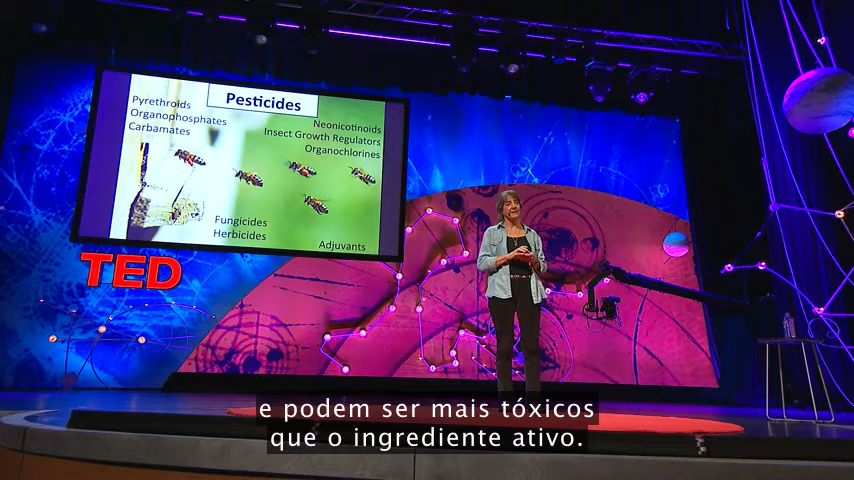 Pesticides
Pyrethroids
Organophosphates
Carbamates
Neonicotinoids
Insect Growth Regulators
Organochlorines
Fungicides
Herbicides
Adjuvants
TED
e podem ser mais tóxicos
que o ingrediente ativo.